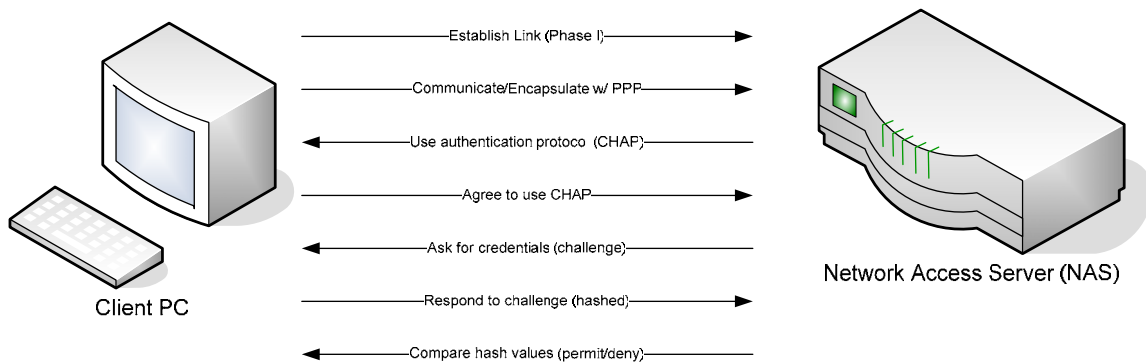 Establish Link (Phase I)
Communicate/Encapsulate w/ PPP
Use authentication protoco (CHAP)
Agree to use CHAP
Ask for credentials (challenge)
Respond to challenge (hashed)
Compare hash values (permit/deny)
Client PC
Network Access Server (NAS)